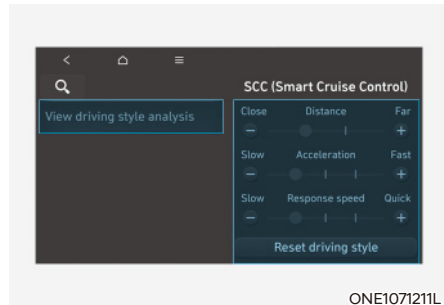 SCC (Smart Cruise Control)
View driving style analysis
Close Distance Far
Slow Acceleration Fast
Slow Response speed Quick
Reset driving style
ONE1071211L